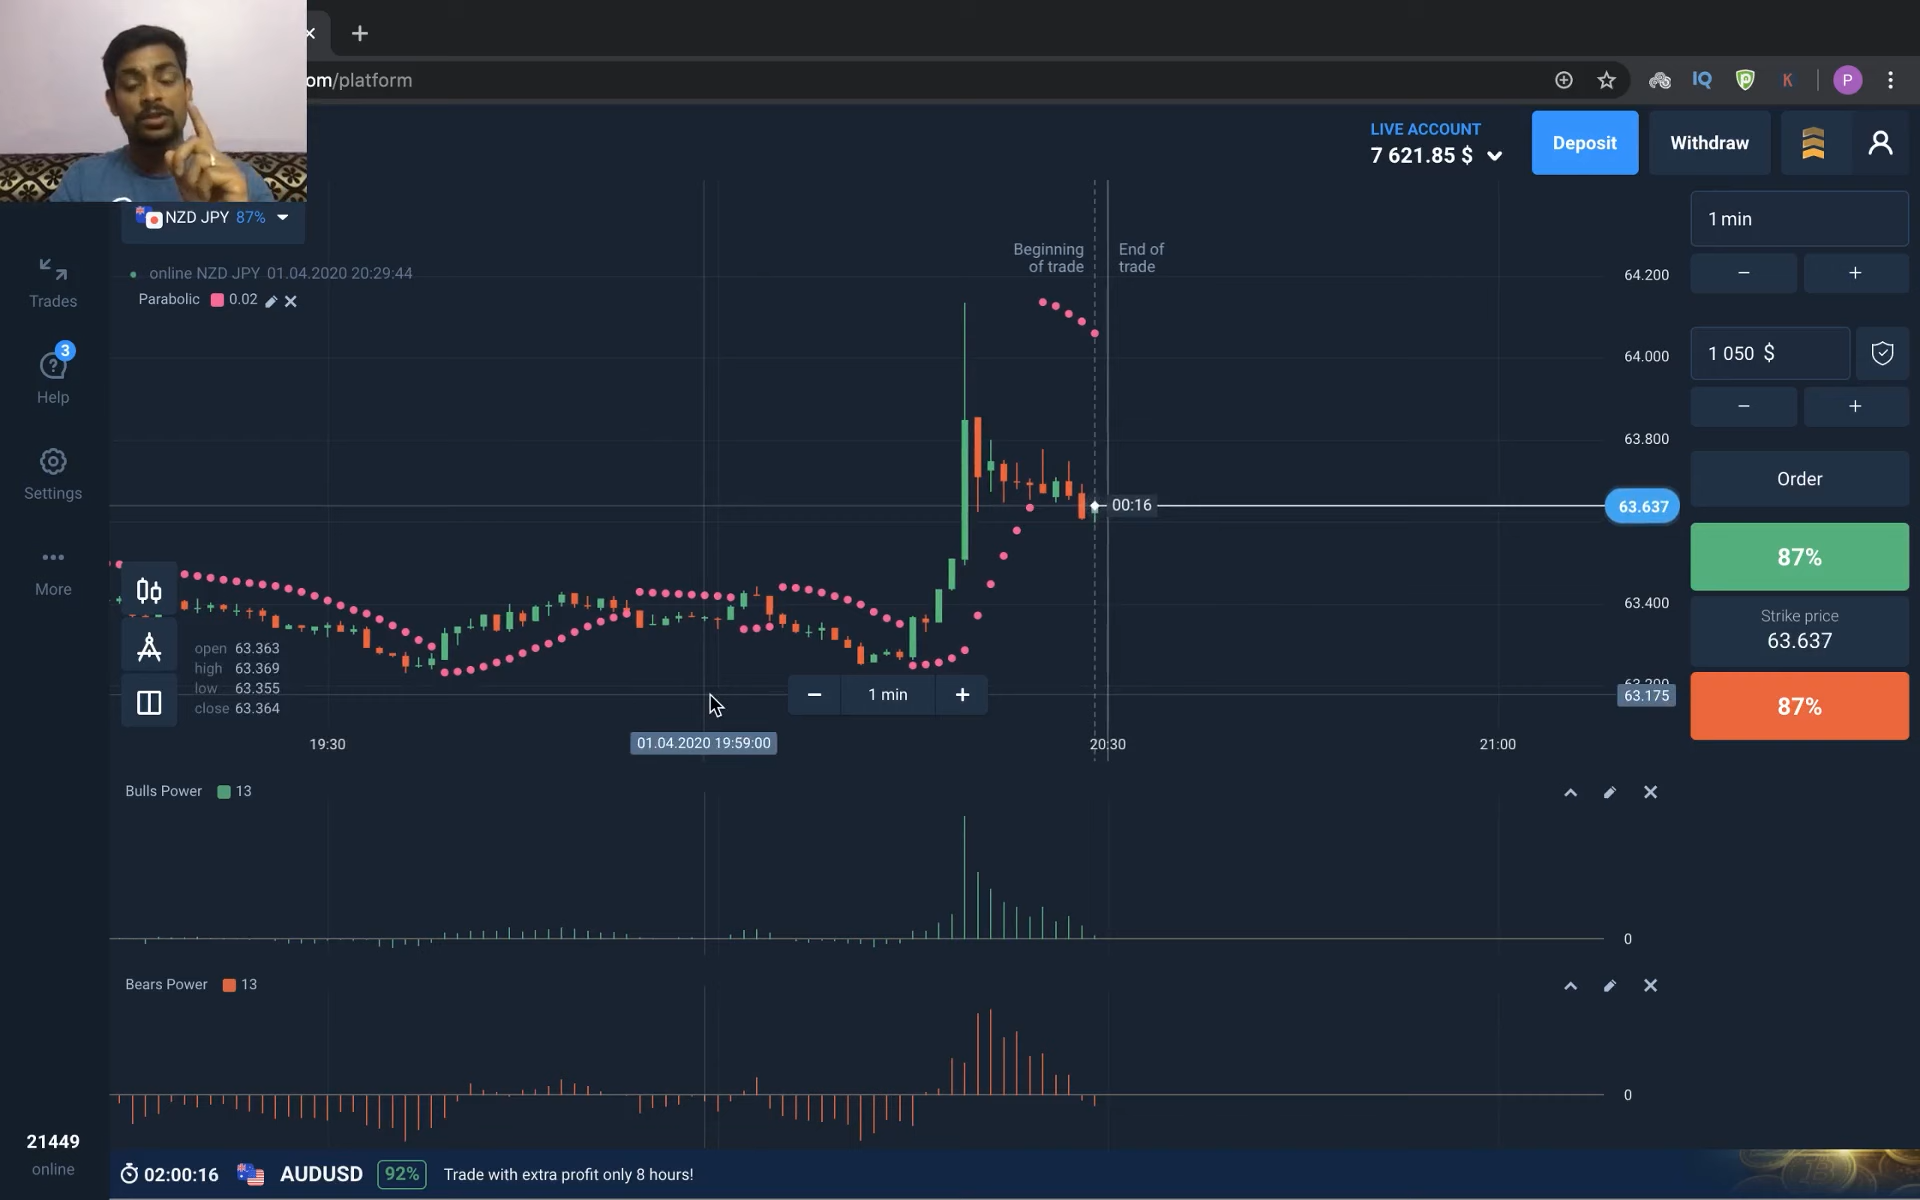 om/platform
IQ
K
P
LIVE ACCOUNT
7 621.85 $
Deposit
Withdraw
NZD JPY 87%
online NZD JPY 01.04.2020 20:29:44
Parabolic 0.02
Beginning of trade
End of trade
Trades
3
Help
Settings
More
open 63.363
high 63.369
low 63.355
close 63.364
64.200
64.000
63.800
00:16
63.637
63.400
63.175
− 1 min +
19:30
01.04.2020 19:59:00
20:30
21:00
1 min
− +
1 050 $
− +
Order
87%
Strike price
63.637
87%
Bulls Power 13
0
Bears Power 13
0
21449
online
02:00:16 AUDUSD 92% Trade with extra profit only 8 hours!